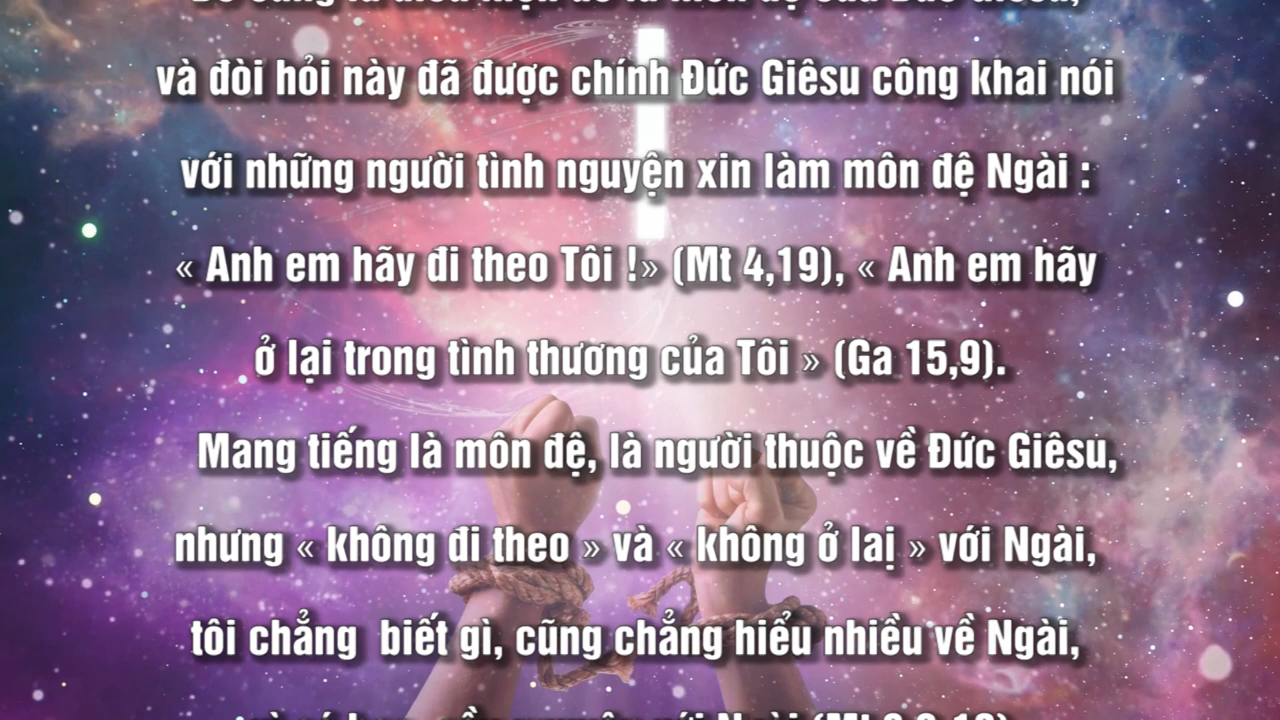 và đòi hỏi này đã được chính Đức Giêsu công khai nói
với những người tình nguyện xin làm môn đệ Ngài :
« Anh em hãy đi theo Tôi !» (Mt 4,19), « Anh em hãy
ở lại trong tình thương của Tôi » (Ga 15,9).
Mang tiếng là môn đệ, là người thuộc về Đức Giêsu,
nhưng « không đi theo » và « không ở laị » với Ngài,
tôi chẳng biết gì, cũng chẳng hiểu nhiều về Ngài,